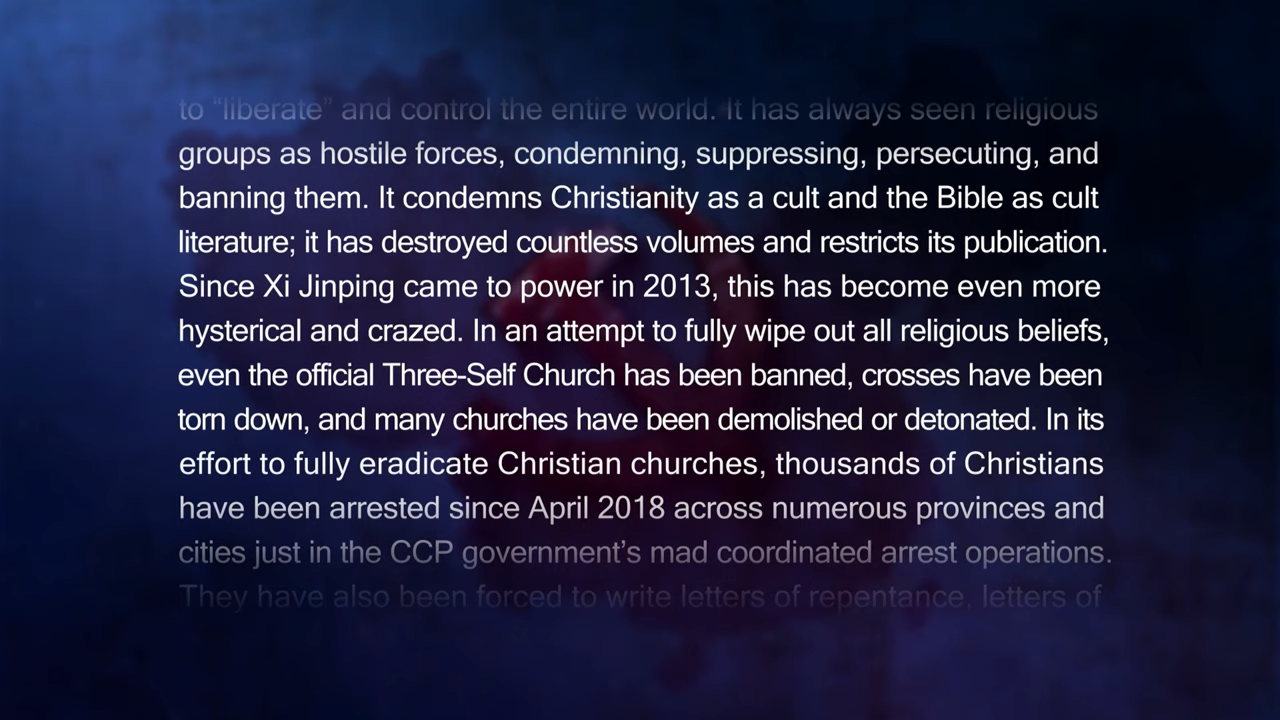 to “liberate” and control the entire world. It has always seen religious
groups as hostile forces, condemning, suppressing, persecuting, and
banning them. It condemns Christianity as a cult and the Bible as cult
literature; it has destroyed countless volumes and restricts its publication.
Since Xi Jinping came to power in 2013, this has become even more
hysterical and crazed. In an attempt to fully wipe out all religious beliefs,
even the official Three-Self Church has been banned, crosses have been
torn down, and many churches have been demolished or detonated. In its
effort to fully eradicate Christian churches, thousands of Christians
have been arrested since April 2018 across numerous provinces and
cities just in the CCP government’s mad coordinated arrest operations.
They have also been forced to write letters of repentance, letters of